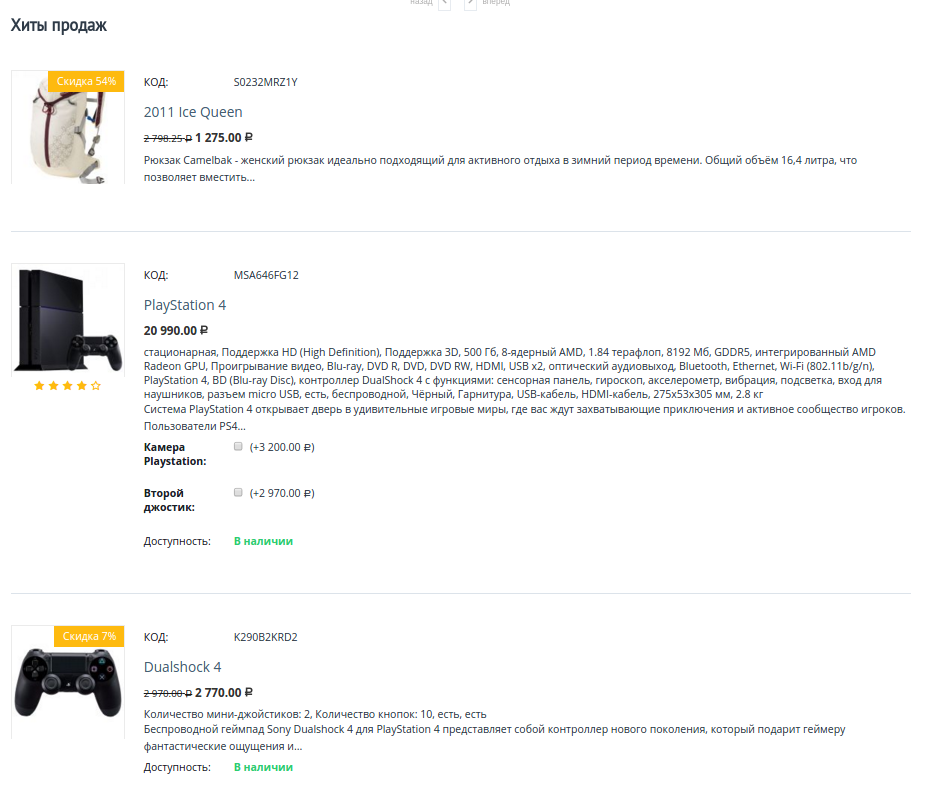 назад вперед
Хиты продаж
Скидка 54%
КОД: S0232MRZ1Y
2011 Ice Queen
2 798.25 ₽ 1 275.00 ₽
Рюкзак Camelbak - женский рюкзак идеально подходящий для активного отдыха в зимний период времени. Общий объём 16,4 литра, что
позволяет вместить...
КОД: MSA646FG12
PlayStation 4
20 990.00 ₽
стационарная, Поддержка HD (High Definition), Поддержка 3D, 500 Гб, 8-ядерный AMD, 1.84 терафлоп, 8192 Мб, GDDR5, интегрированный AMD
Radeon GPU, Проигрывание видео, Blu-ray, DVD R, DVD, DVD RW, HDMI, USB x2, оптический аудиовыход, Bluetooth, Ethernet, Wi-Fi (802.11b/g/n),
PlayStation 4, BD (Blu-ray Disc), контроллер DualShock 4 с функциями: сенсорная панель, гироскоп, акселерометр, вибрация, подсветка, вход для
наушников, разъем micro USB, есть, беспроводной, Чёрный, Гарнитура, USB-кабель, HDMI-кабель, 275x53x305 мм, 2.8 кг
Система PlayStation 4 открывает дверь в удивительные игровые миры, где вас ждут захватывающие приключения и активное сообщество игроков.
Пользователи PS4...
Камера (+3 200.00 ₽)
Playstation:
Второй (+2 970.00 ₽)
джостик:
Доступность: В наличии
Скидка 7%
КОД: K290B2KRD2
Dualshock 4
2 970.00 ₽ 2 770.00 ₽
Количество мини-джойстиков: 2, Количество кнопок: 10, есть, есть
Беспроводной геймпад Sony Dualshock 4 для PlayStation 4 представляет собой контроллер нового поколения, который подарит геймеру
фантастические ощущения и...
Доступность: В наличии